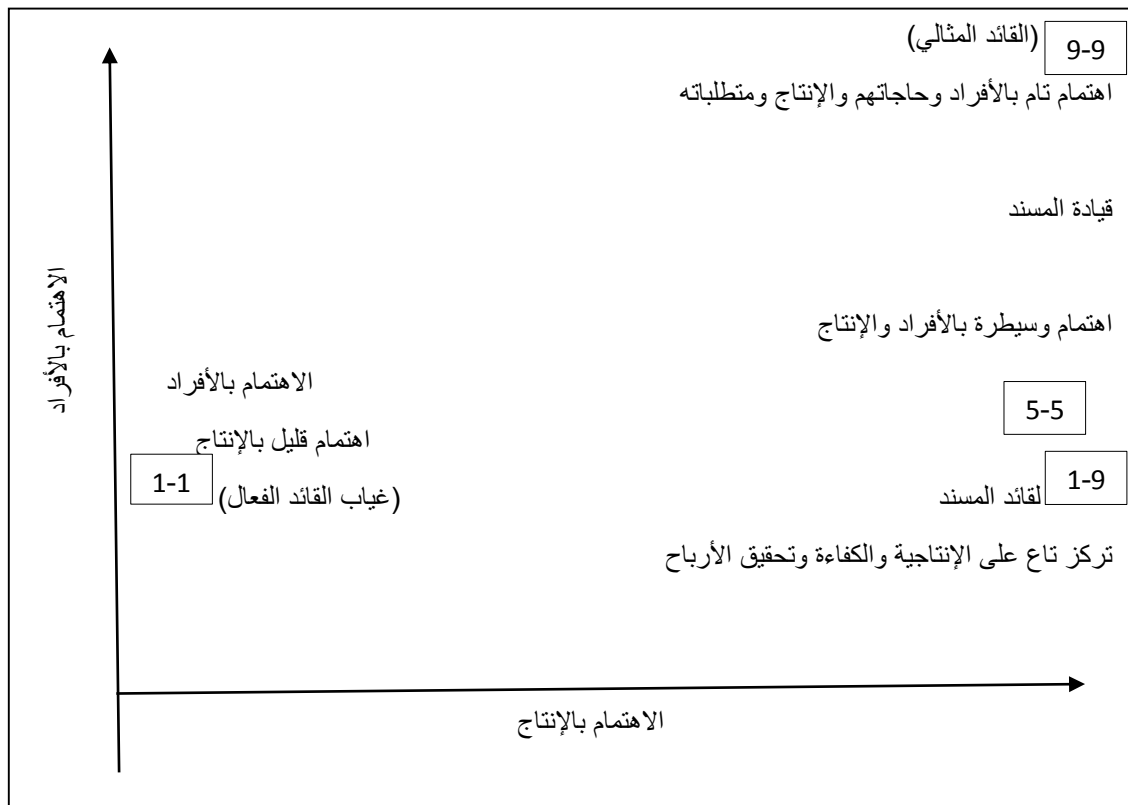 9-9 (القائد المثالي)
اهتمام تام بالأفراد وحاجاتهم والإنتاج ومتطلباته
قيادة المسند
اهتمام وسيطرة بالأفراد والإنتاج
5-5
1-9 لقائد المسند
تركز تاع على الإنتاجية والكفاءة وتحقيق الأرباح
الاهتمام بالأفراد
اهتمام قليل بالإنتاج
1-1 (غياب القائد الفعال)
الاهتمام بالأفراد
الاهتمام بالإنتاج